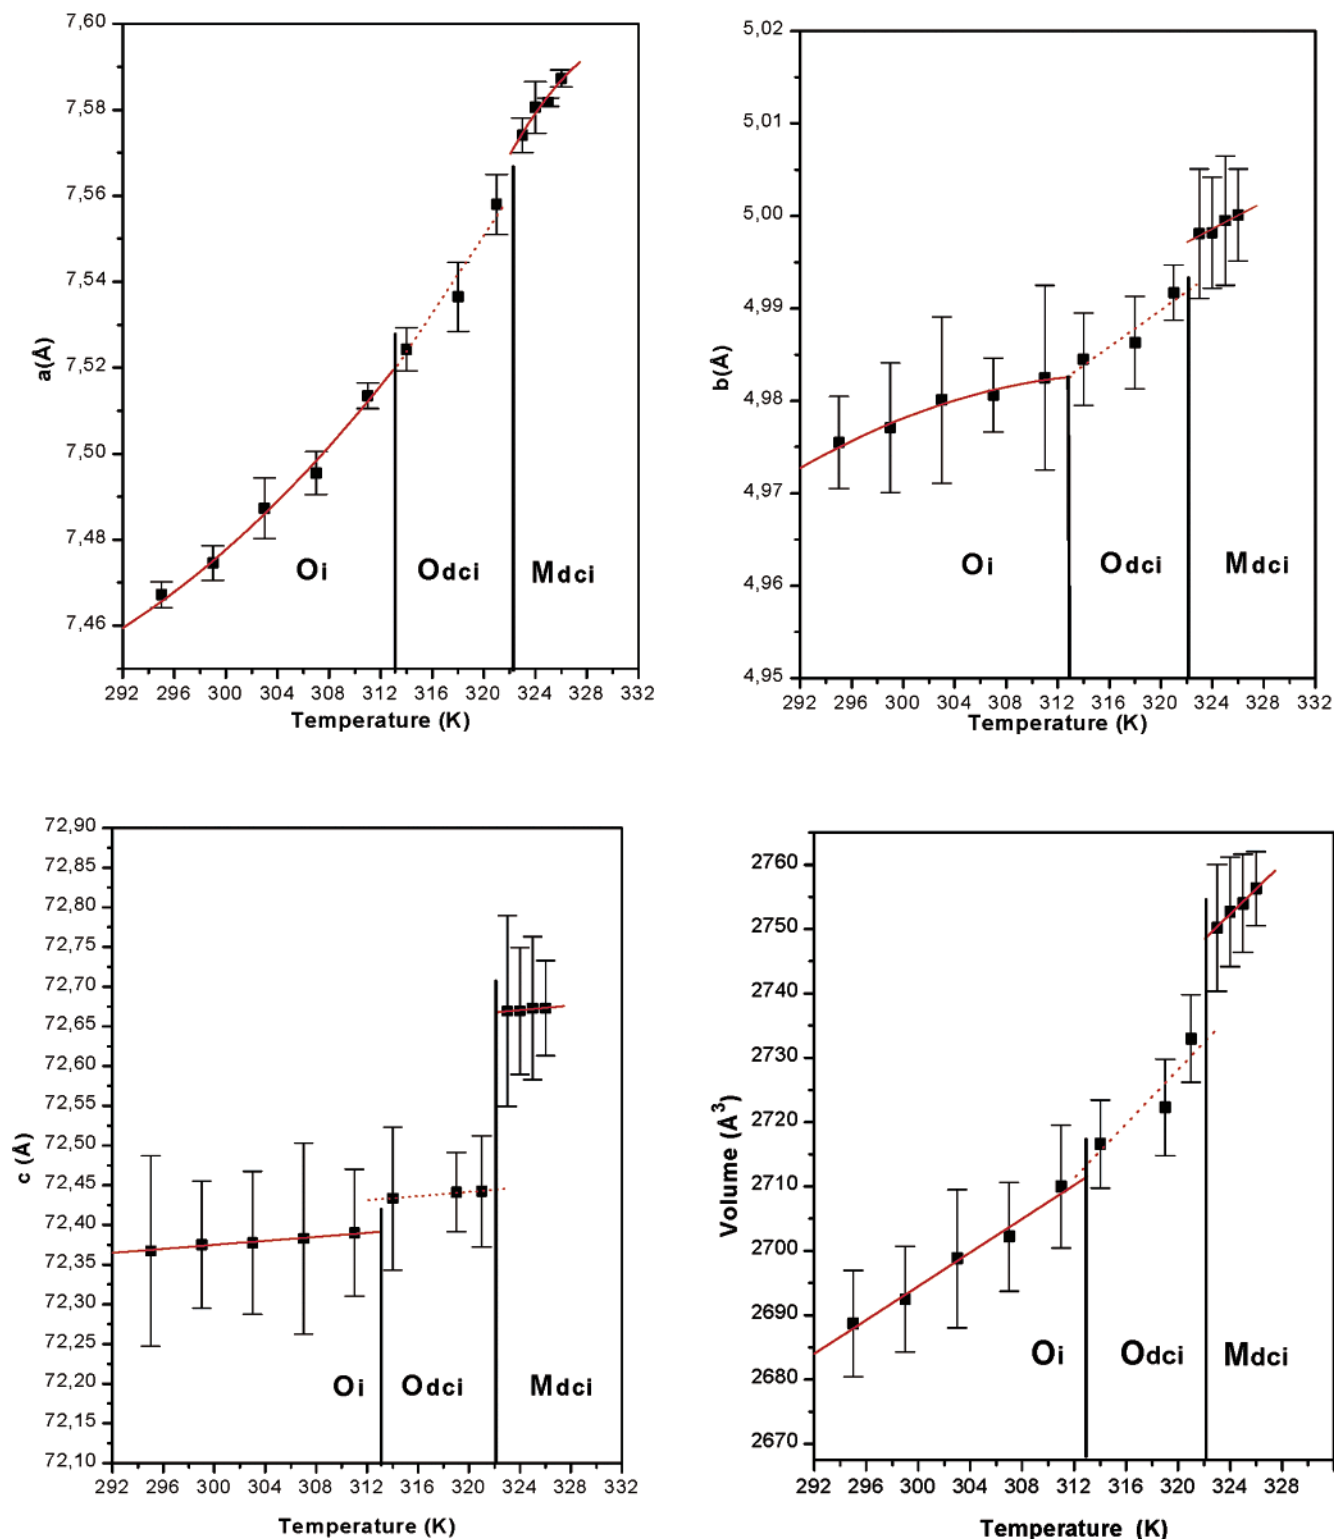 7,60
7,58
7,56
7,54
7,52
7,50
7,48
7,46
a(Å)
Oi
Odci
Mdci
292 296 300 304 308 312 316 320 324 328 332
Temperature (K)
5,02
5,01
5,00
4,99
4,98
4,97
4,96
4,95
b(Å)
Oi
Odci
Mdci
292 296 300 304 308 312 316 320 324 328 332
Temperature (K)
72,90
72,85
72,80
72,75
72,70
72,65
72,60
72,55
72,50
72,45
72,40
72,35
72,30
72,25
72,20
72,15
72,10
c (Å)
Oi
Odci
Mdci
292 296 300 304 308 312 316 320 324 328 332
Temperature (K)
2760
2750
2740
2730
2720
2710
2700
2690
2680
2670
Volume (Å³)
Oi
Odci
Mdci
292 296 300 304 308 312 316 320 324 328
Temperature (K)